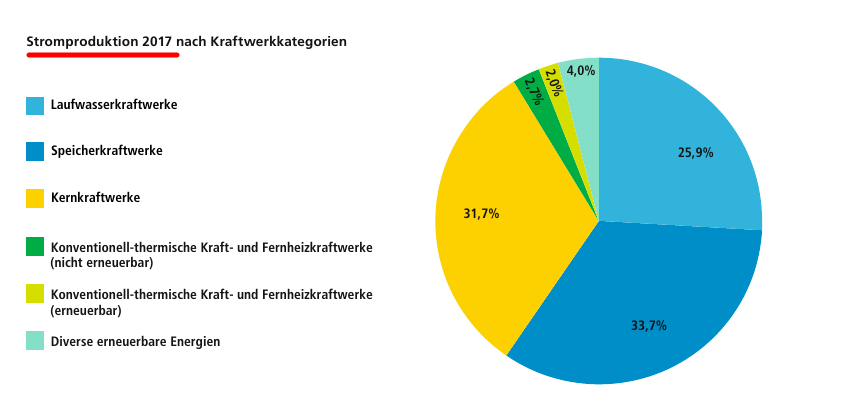 Stromproduktion 2017 nach Kraftwerkkategorien
Laufwasserkraftwerke
Speicherkraftwerke
Kernkraftwerke
Konventionell-thermische Kraft- und Fernheizkraftwerke
(nicht erneuerbar)
Konventionell-thermische Kraft- und Fernheizkraftwerke
(erneuerbar)
Diverse erneuerbare Energien
2,7%
2,0%
4,0%
25,9%
31,7%
33,7%